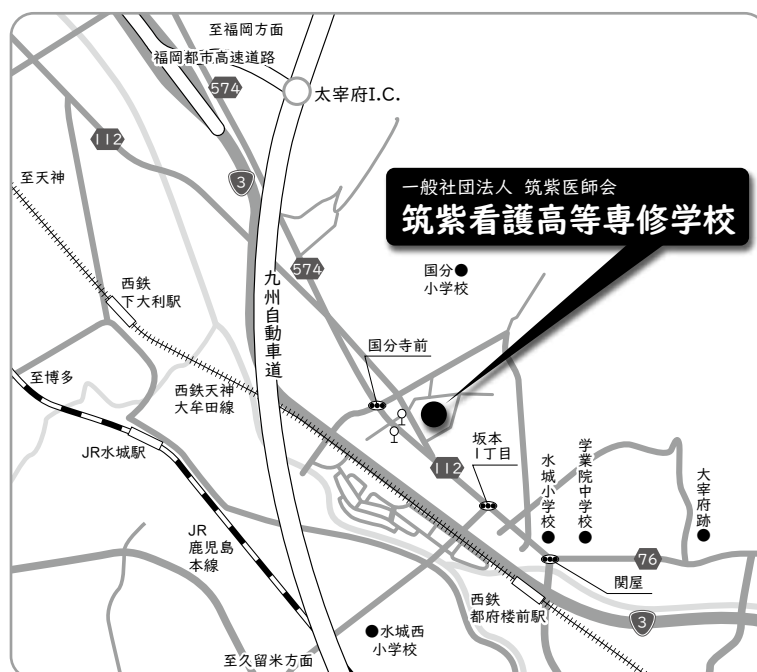 至福岡方面
福岡都市高速道路
574
太宰府I.C.
112
3
至天神
一般社団法人 筑紫医師会
筑紫看護高等専修学校
574
国分
小学校
西鉄
下大利駅
九州自動車道
国分寺前
至博多
西鉄天神
大牟田線
JR水城駅
坂本
1丁目
112
水城小学校
学業院中学校
大宰府跡
JR
鹿児島
本線
76
関屋
西鉄
都府楼前駅
3
水城西
小学校
至久留米方面